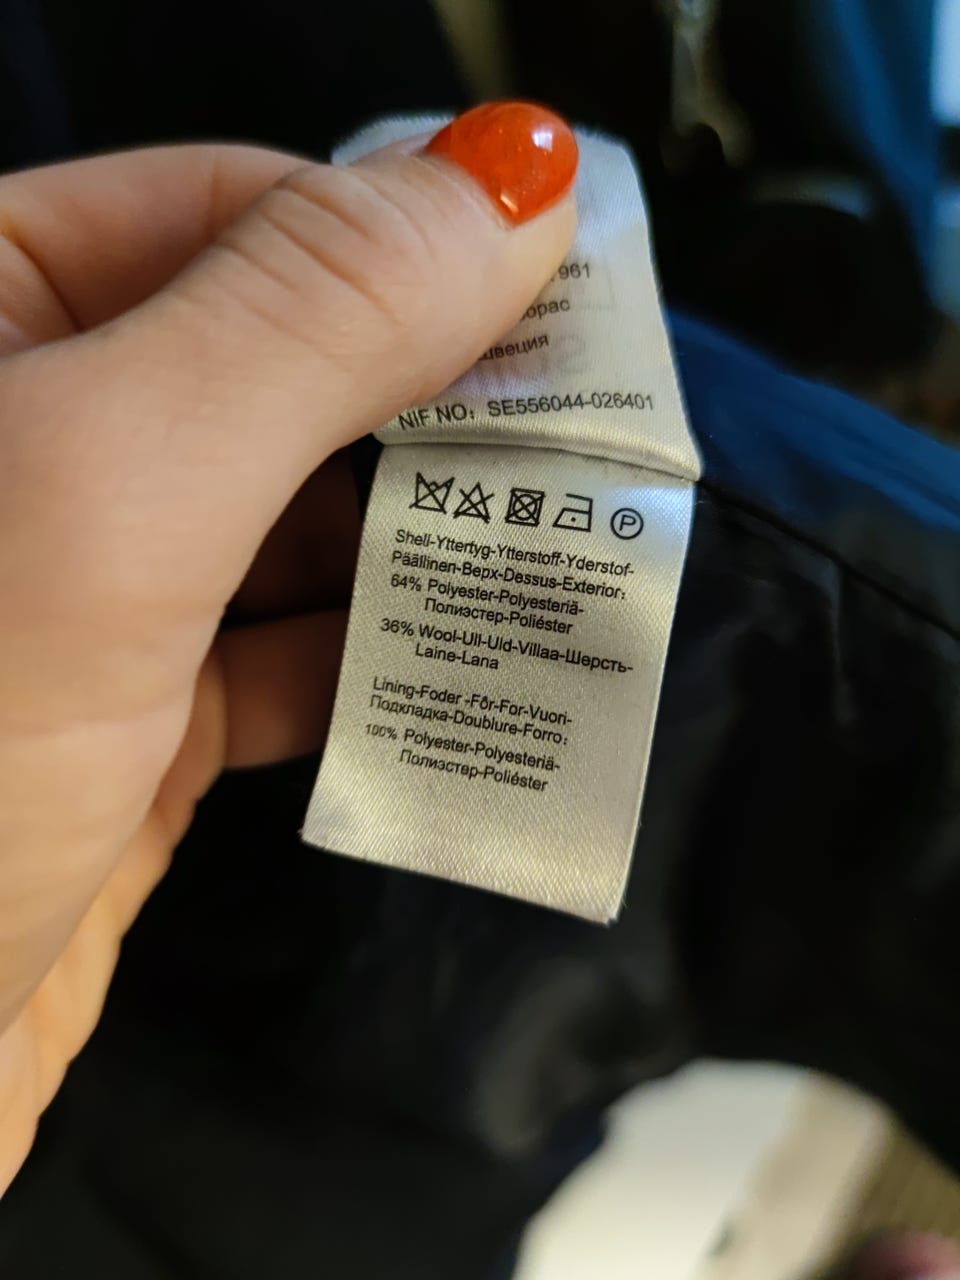 961
орас
швеция
NIF NO: SE556044-026401
P
Shell-Yttertyg-Ytterstoff-Yderstof-
Päällinen-Верх-Dessus-Exterior:
64% Polyester-Polyesteriä-
Полиэстер-Poliéster
36% Wool-Ull-Uld-Villaa-Шерсть-
Laine-Lana
Lining-Foder -Fôr-For-Vuori-
Подкладка-Doublure-Forro:
100% Polyester-Polyesteriä-
Полиэстер-Poliéster